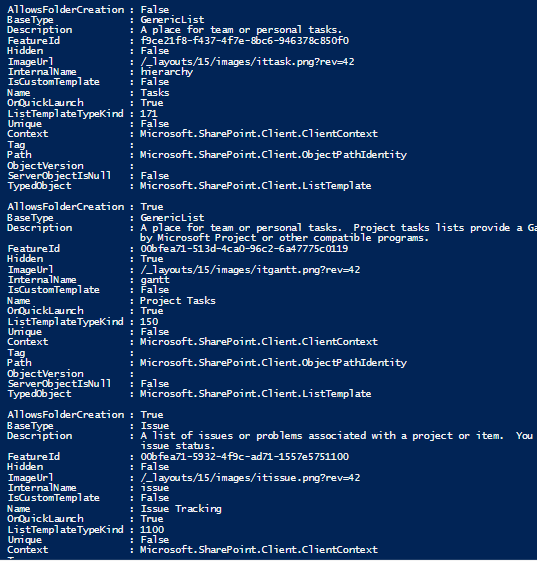 AllowsFolderCreation : False
BaseType : GenericList
Description : A place for team or personal tasks.
FeatureId : f9ce21f8-f437-4f7e-8bc6-946378c850f0
Hidden : False
ImageUrl : /_layouts/15/images/ittask.png?rev=42
InternalName : hierarchy
IsCustomTemplate : False
Name : Tasks
OnQuickLaunch : True
ListTemplateTypeKind : 171
Unique : False
Context : Microsoft.SharePoint.Client.ClientContext
Tag :
Path : Microsoft.SharePoint.Client.ObjectPathIdentity
ObjectVersion :
ServerObjectIsNull : False
TypedObject : Microsoft.SharePoint.Client.ListTemplate
AllowsFolderCreation : True
BaseType : GenericList
Description : A place for team or personal tasks. Project tasks lists provide a Ga
by Microsoft Project or other compatible programs.
FeatureId : 00bfea71-513d-4ca0-96c2-6a47775c0119
Hidden : True
ImageUrl : /_layouts/15/images/itgantt.png?rev=42
InternalName : gantt
IsCustomTemplate : False
Name : Project Tasks
OnQuickLaunch : True
ListTemplateTypeKind : 150
Unique : False
Context : Microsoft.SharePoint.Client.ClientContext
Tag :
Path : Microsoft.SharePoint.Client.ObjectPathIdentity
ObjectVersion :
ServerObjectIsNull : False
TypedObject : Microsoft.SharePoint.Client.ListTemplate
AllowsFolderCreation : True
BaseType : Issue
Description : A list of issues or problems associated with a project or item. You
issue status.
FeatureId : 00bfea71-5932-4f9c-ad71-1557e5751100
Hidden : False
ImageUrl : /_layouts/15/images/itissue.png?rev=42
InternalName : issue
IsCustomTemplate : False
Name : Issue Tracking
OnQuickLaunch : True
ListTemplateTypeKind : 1100
Unique : False
Context : Microsoft.SharePoint.Client.ClientContext